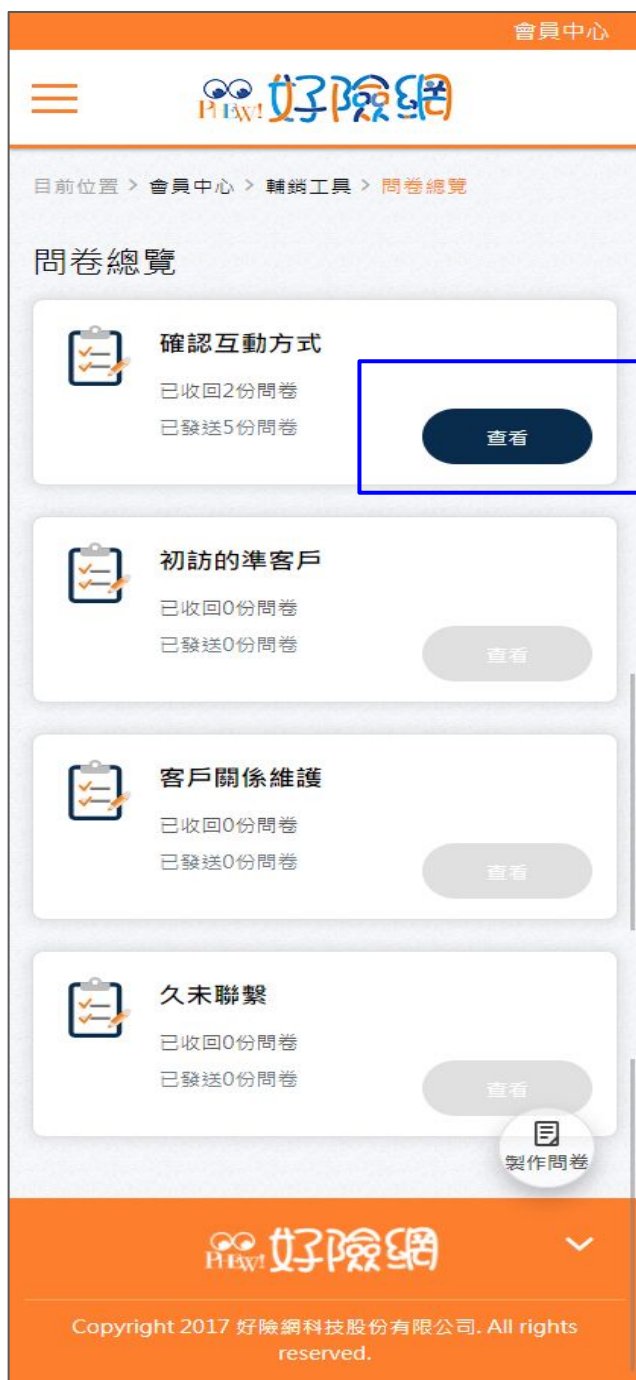 會員中心
PHEW! 好險網
目前位置 > 會員中心 > 輔銷工具 > 問卷總覽
問卷總覽
確認互動方式
已收回2份問卷
已發送5份問卷
查看
初訪的準客戶
已收回0份問卷
已發送0份問卷
查看
客戶關係維護
已收回0份問卷
已發送0份問卷
查看
久未聯繫
已收回0份問卷
已發送0份問卷
查看
製作問卷
PHEW! 好險網
Copyright 2017 好險網科技股份有限公司. All rights
reserved.